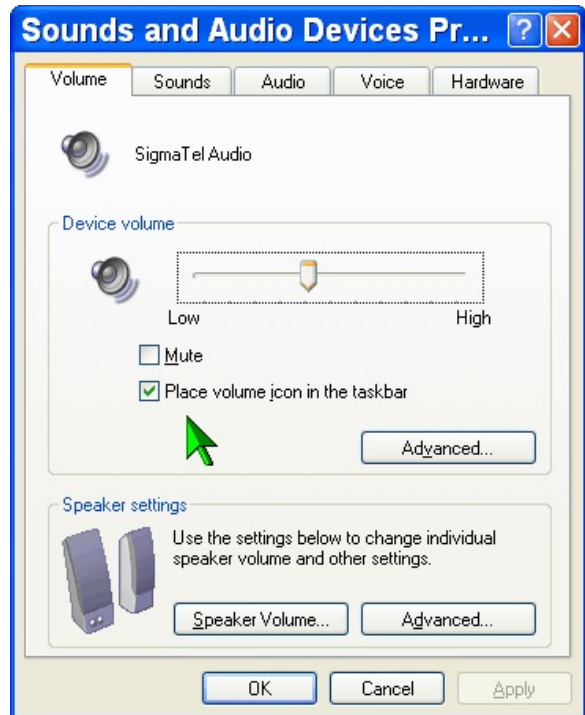 Sounds and Audio Devices Pr...
Volume Sounds Audio Voice Hardware
SigmaTel Audio
Device volume
Low High
Mute
Place volume icon in the taskbar
Advanced...
Speaker settings
Use the settings below to change individual
speaker volume and other settings.
Speaker Volume... Advanced...
OK Cancel Apply